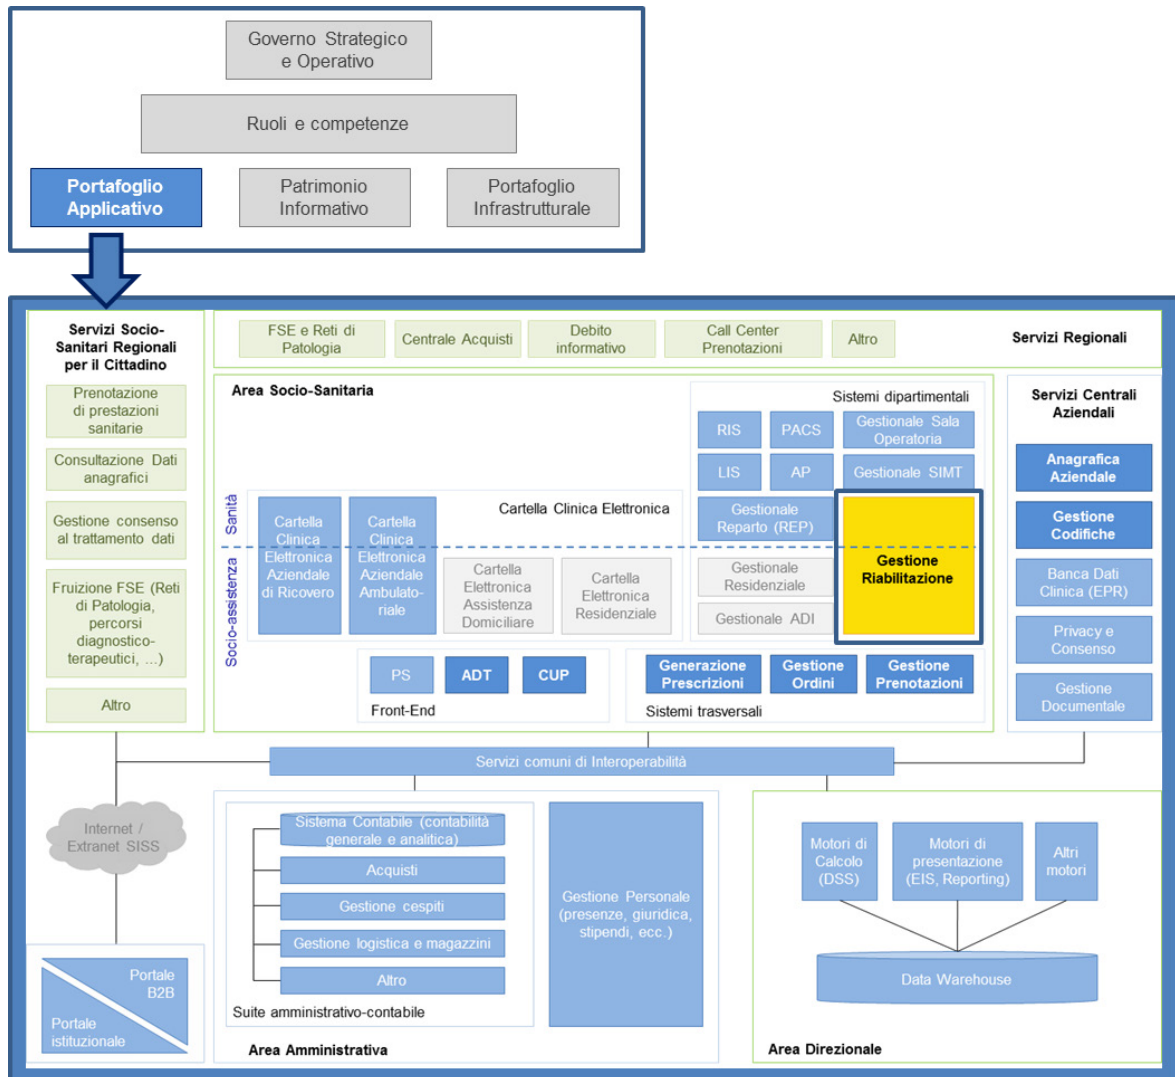 Governo Strategico
e Operativo
Ruoli e competenze
Portafoglio
Applicativo
Patrimonio
Informativo
Portafoglio
Infrastrutturale
Servizi Socio-
Sanitari Regionali
per il Cittadino
Prenotazione
di prestazioni
sanitarie
Consultazione Dati
anagrafici
Gestione consenso
al trattamento dati
Fruizione FSE (Reti
di Patologia,
percorsi
diagnostico-
terapeutici, ...)
Altro
FSE e Reti di
Patologia
Centrale Acquisti
Debito
informativo
Call Center
Prenotazioni
Altro
Servizi Regionali
Area Socio-Sanitaria
Sistemi dipartimentali
RIS
PACS
Gestionale Sala
Operatoria
LIS
AP
Gestionale SIMT
Gestionale
Reparto (REP)
Gestione
Riabilitazione
Gestionale
Residenziale
Gestionale ADI
Sanità
Socio-assistenza
Cartella Clinica Elettronica
Cartella
Clinica
Elettronica
Aziendale
di Ricovero
Cartella
Clinica
Elettronica
Aziendale
Ambulato-
riale
Cartella
Elettronica
Assistenza
Domiciliare
Cartella
Elettronica
Residenziale
PS
ADT
CUP
Front-End
Generazione
Prescrizioni
Gestione
Ordini
Gestione
Prenotazioni
Sistemi trasversali
Servizi Centrali
Aziendali
Anagrafica
Aziendale
Gestione
Codifiche
Banca Dati
Clinica (EPR)
Privacy e
Consenso
Gestione
Documentale
Servizi comuni di Interoperabilità
Internet /
Extranet SISS
Portale
B2B
Portale
istituzionale
Sistema Contabile (contabilità
generale e analitica)
Acquisti
Gestione cespiti
Gestione logistica e magazzini
Altro
Suite amministrativo-contabile
Gestione Personale
(presenze, giuridica,
stipendi, ecc.)
Area Amministrativa
Motori di
Calcolo
(DSS)
Motori di
presentazione
(EIS, Reporting)
Altri
motori
Data Warehouse
Area Direzionale